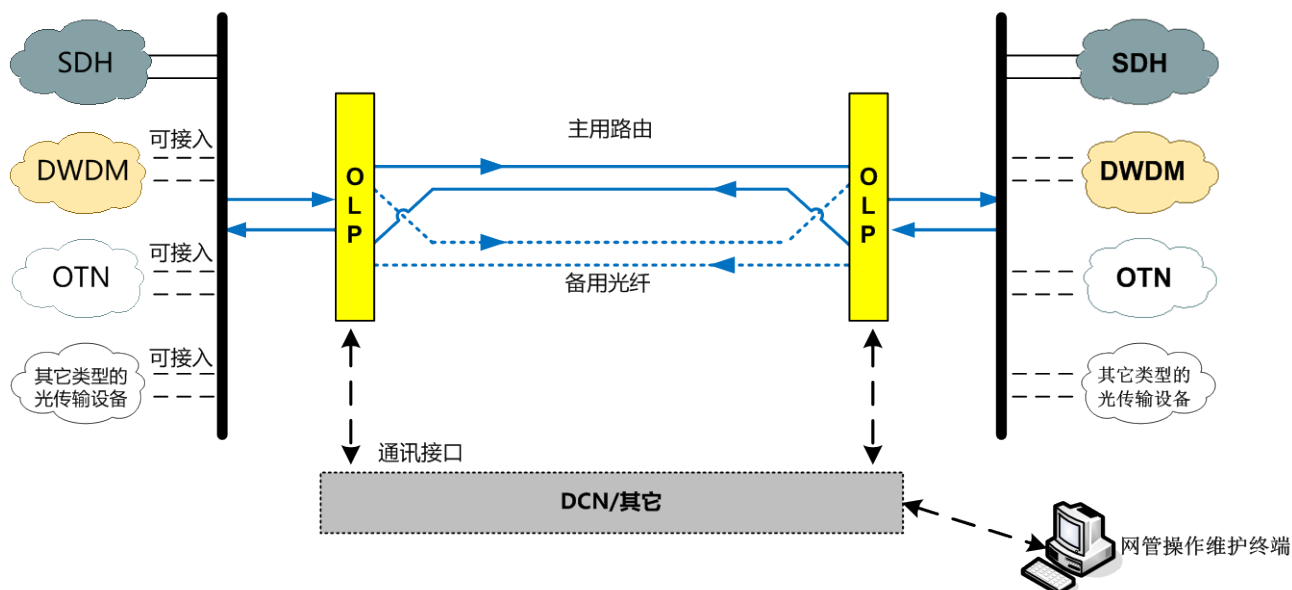 SDH
SDH
可接入
主用路由
DWDM
DWDM
OLP
OLP
可接入
OTN
OTN
备用光纤
可接入
其它类型的
光传输设备
其它类型的
光传输设备
通讯接口
DCN/其它
网管操作维护终端